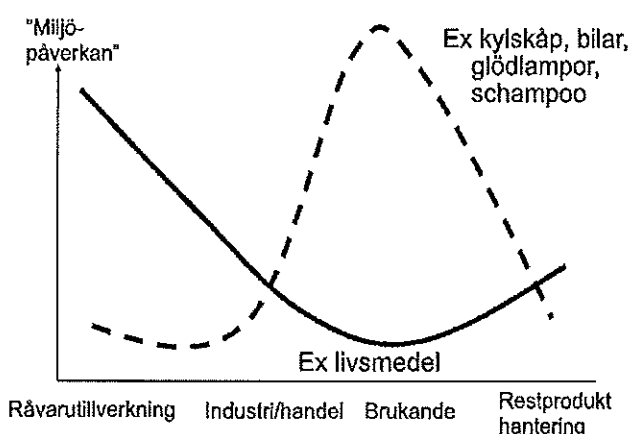 "Miljö-
påverkan"
Ex kylskåp, bilar,
glödlampor,
schampoo
Ex livsmedel
Råvarutillverkning
Industri/handel
Brukande
Restprodukt
hantering